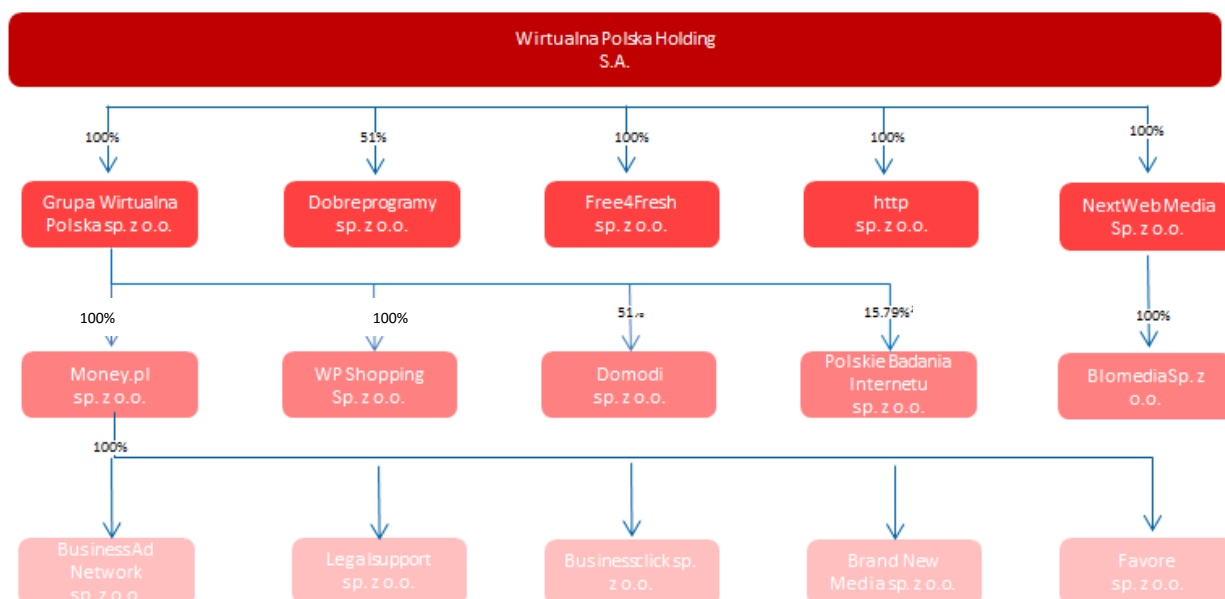 Wirtualna Polska Holding
S.A.
100%
51%
100%
100%
100%
Grupa Wirtualna
Polska sp. z o.o.
Dobreprogramy
sp. z o.o.
Free4Fresh
sp. z o.o.
http
sp. z o.o.
NextWeb Media
Sp. z o.o.
100%
100%
51%
15.79%
100%
Money.pl
sp. z o.o.
WP Shopping
Sp. z o.o.
Domodi
sp. z o.o.
Polskie Badania
Internetu
sp. z o.o.
BlomediaSp. z
o.o.
100%
BusinessAd
Network
sp. z o.o.
Legalsupport
sp. z o.o.
Businessclick sp.
z o.o.
Brand New
Media sp. z o.o.
Favore
sp. z o.o.